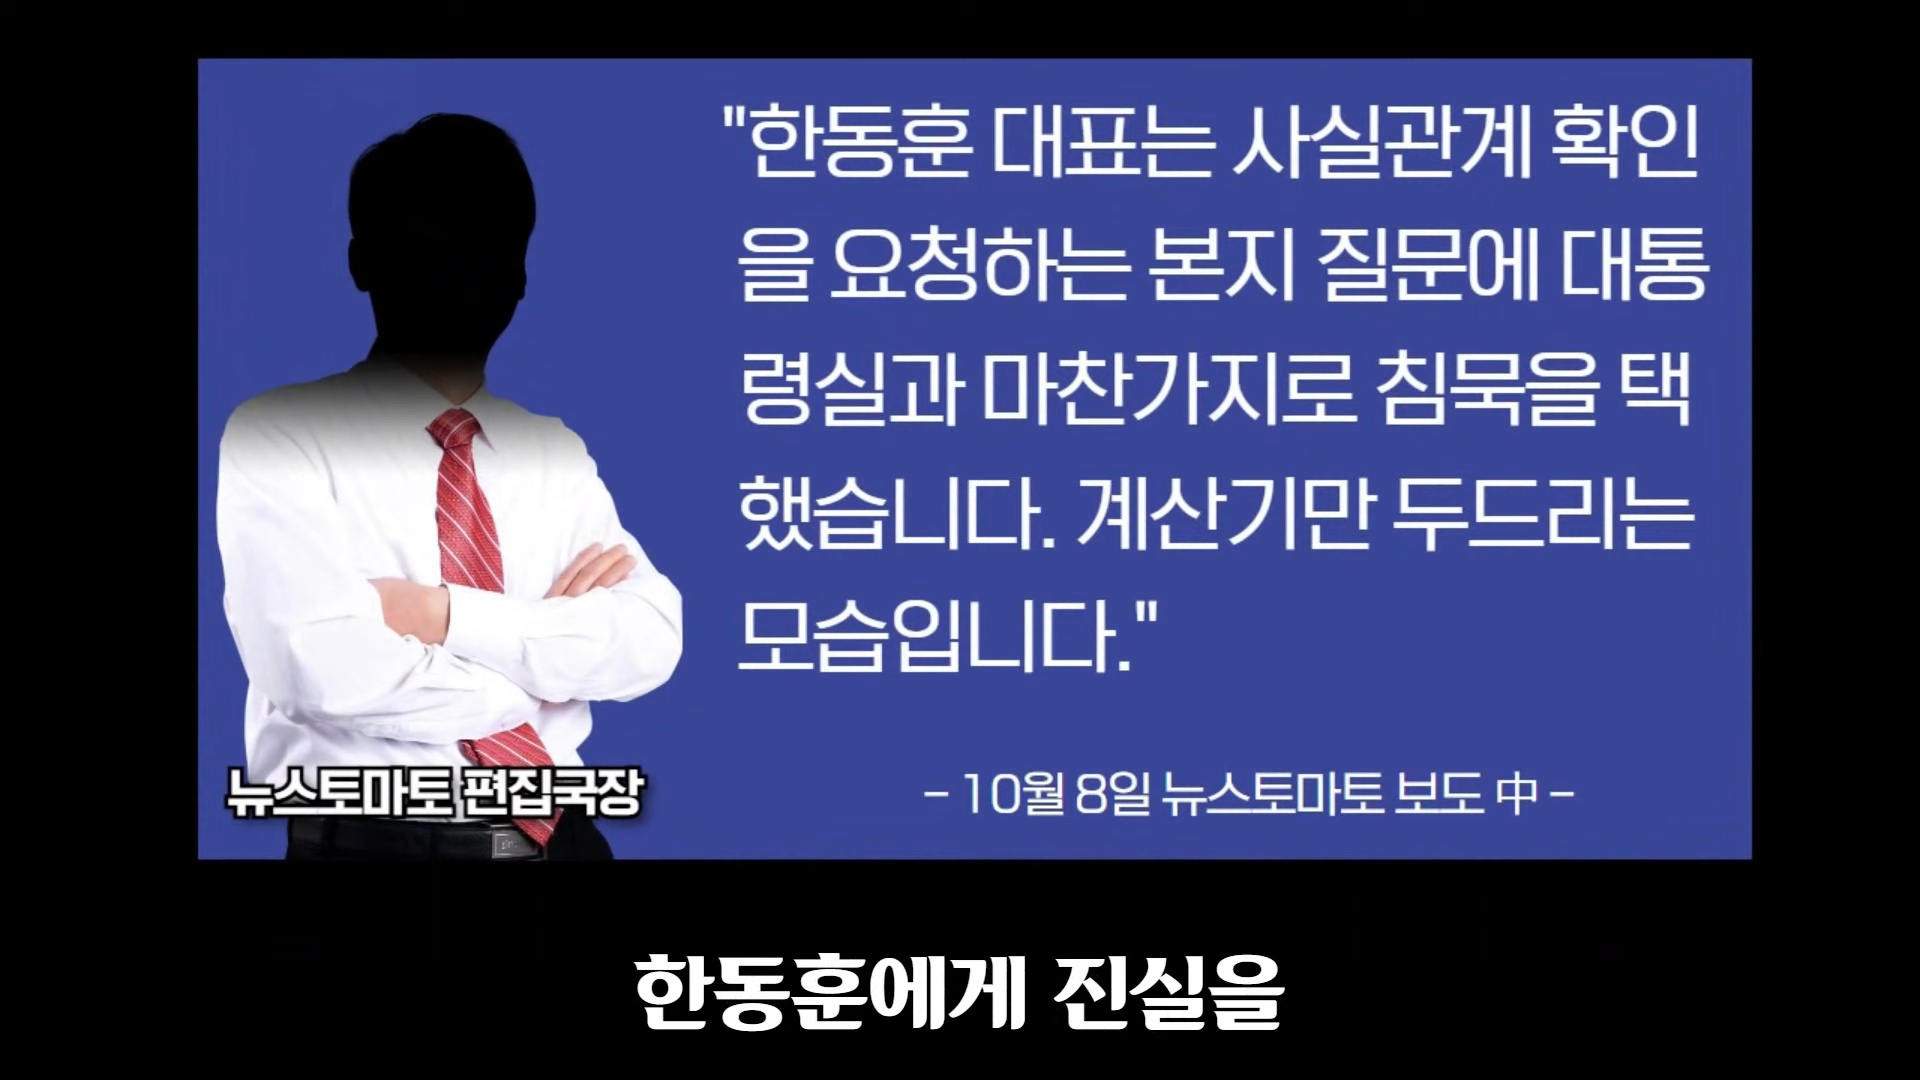 "한동훈 대표는 사실관계 확인
을 요청하는 본지 질문에 대통
령실과 마찬가지로 침묵을 택
했습니다. 계산기만 두드리는
모습입니다."
뉴스토마토 편집국장
– 10월 8일 뉴스토마토 보도 中 –
한동훈에게 진실을